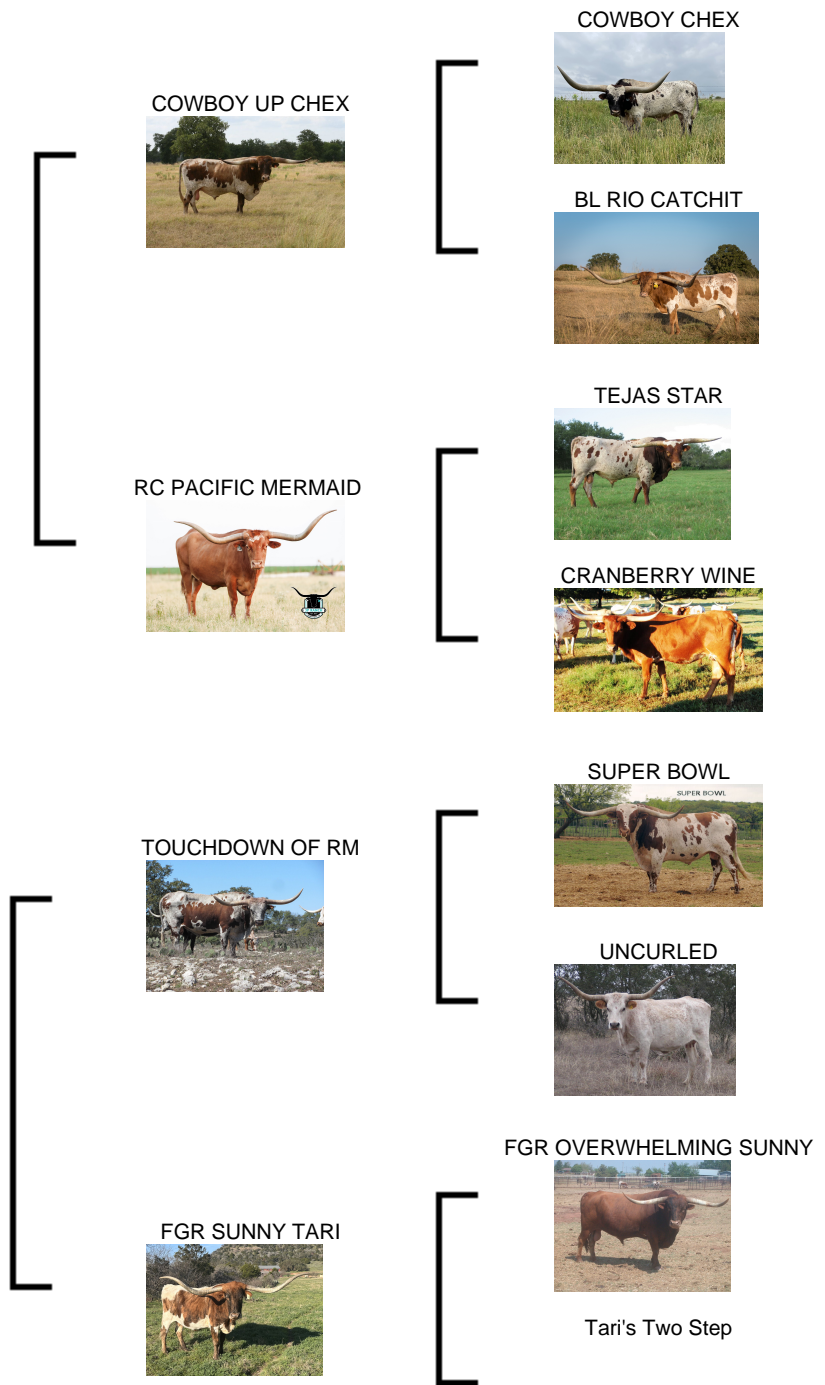 COWBOY CHEX
COWBOY UP CHEX
BL RIO CATCHIT
TEJAS STAR
RC PACIFIC MERMAID
CRANBERRY WINE
SUPER BOWL
SUPER BOWL
TOUCHDOWN OF RM
UNCURLED
FGR OVERWHELMING SUNNY
FGR SUNNY TARI
Tari's Two Step